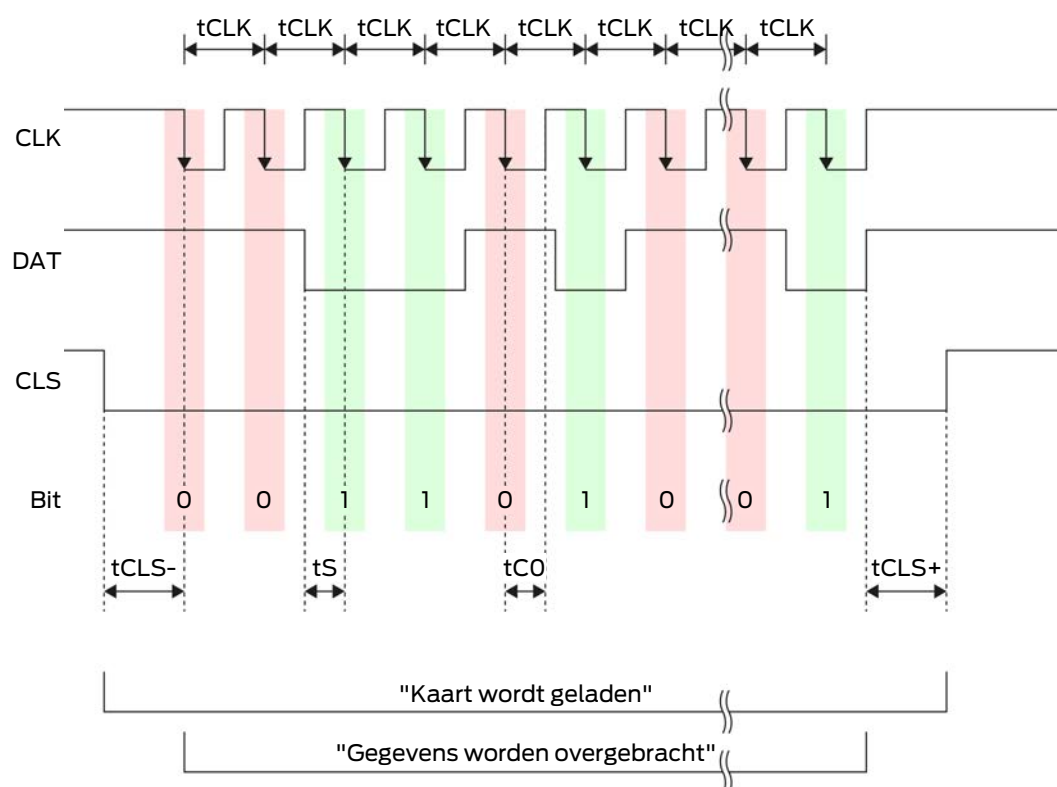 tCLK tCLK tCLK tCLK tCLK tCLK tCLK tCLK
CLK
DAT
CLS
Bit 0 0 1 1 0 1 0 0 1
tCLS- tS tC0 tCLS+
"Kaart wordt geladen"
"Gegevens worden overgebracht"